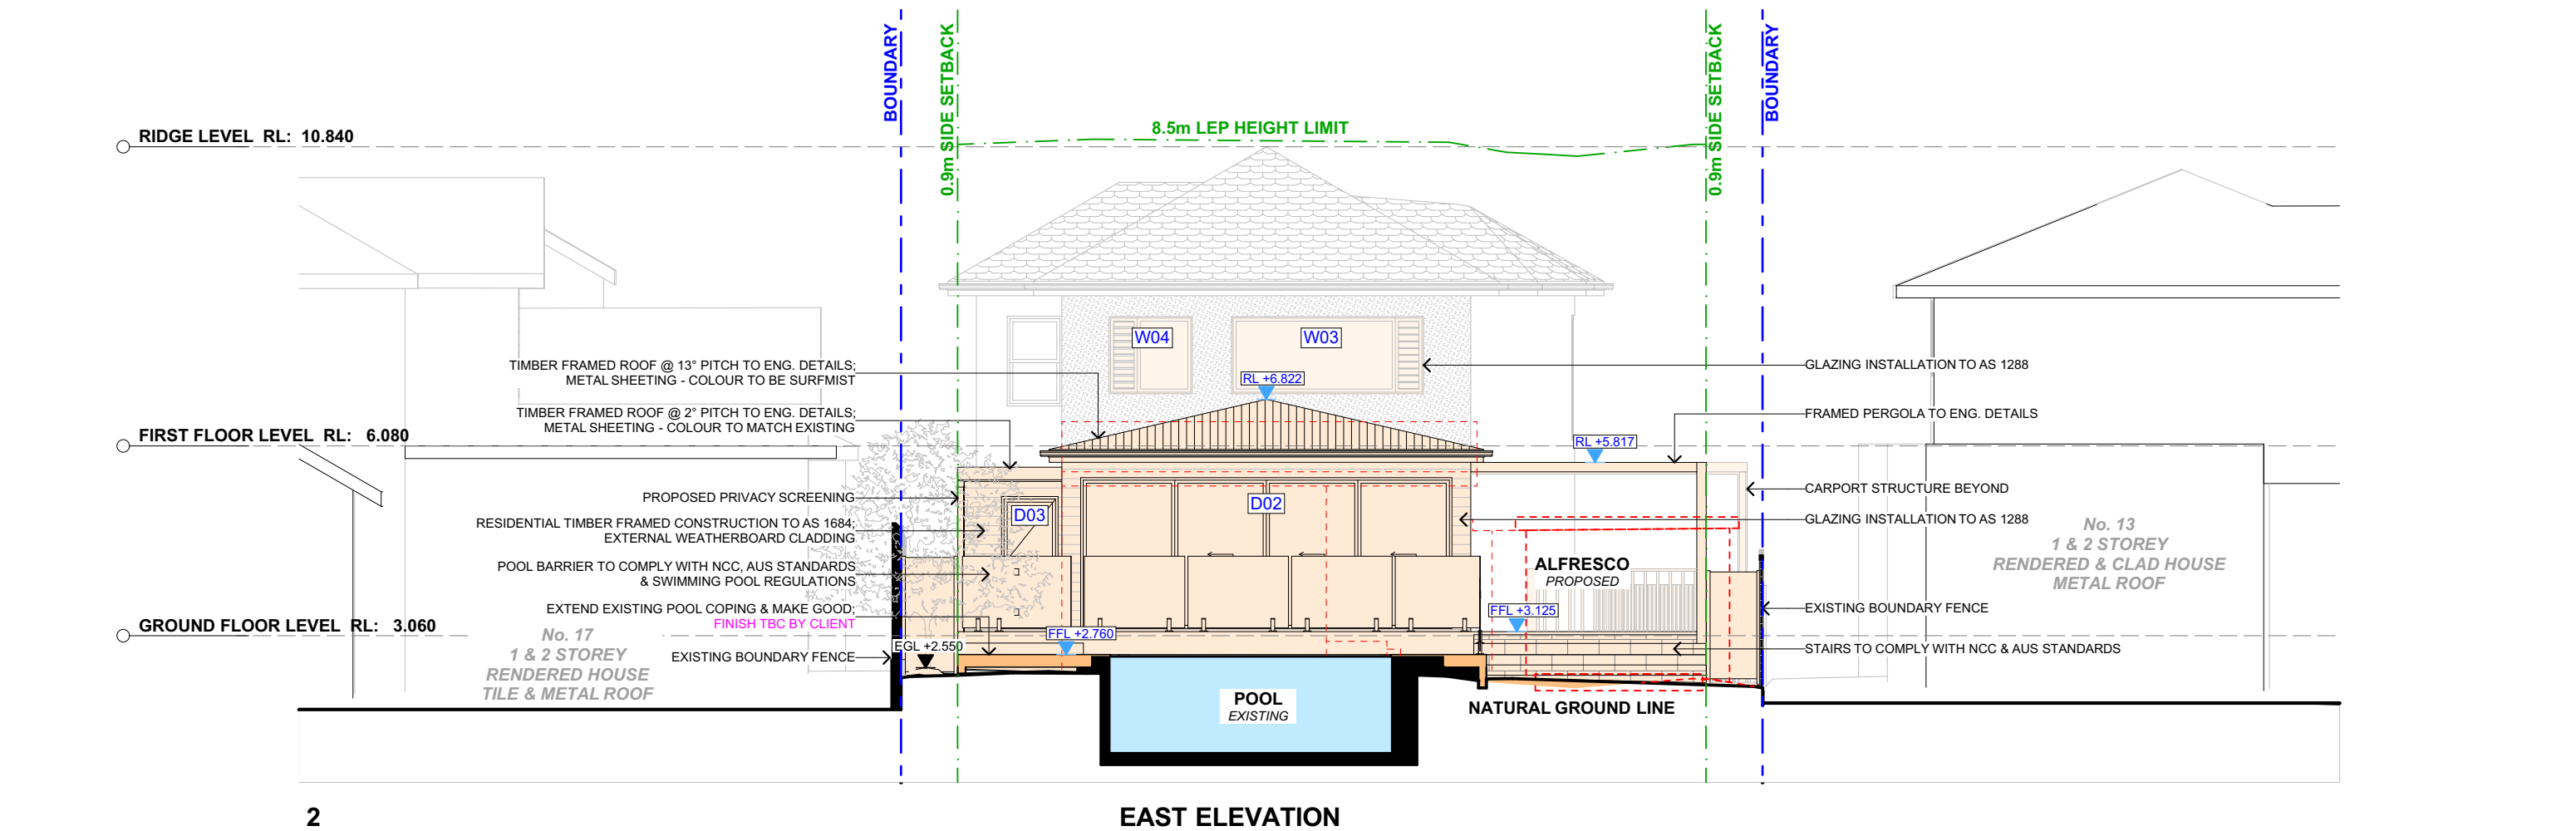 BOUNDARY
0.9m SIDE SETBACK
8.5m LEP HEIGHT LIMIT
0.9m SIDE SETBACK
BOUNDARY
RIDGE LEVEL RL: 10.840
W04
W03
TIMBER FRAMED ROOF @ 13° PITCH TO ENG. DETAILS;
METAL SHEETING - COLOUR TO BE SURFMIST
GLAZING INSTALLATION TO AS 1288
RL +6.822
TIMBER FRAMED ROOF @ 2° PITCH TO ENG. DETAILS;
METAL SHEETING - COLOUR TO MATCH EXISTING
FRAMED PERGOLA TO ENG. DETAILS
FIRST FLOOR LEVEL RL: 6.080
RL +5.817
PROPOSED PRIVACY SCREENING
CARPORT STRUCTURE BEYOND
D03
D02
RESIDENTIAL TIMBER FRAMED CONSTRUCTION TO AS 1684;
EXTERNAL WEATHERBOARD CLADDING
GLAZING INSTALLATION TO AS 1288
No. 13
1 & 2 STOREY
RENDERED & CLAD HOUSE
METAL ROOF
POOL BARRIER TO COMPLY WITH NCC, AUS STANDARDS
& SWIMMING POOL REGULATIONS
ALFRESCO
PROPOSED
EXTEND EXISTING POOL COPING & MAKE GOOD;
FINISH TBC BY CLIENT
FFL +3.125
EXISTING BOUNDARY FENCE
GROUND FLOOR LEVEL RL: 3.060
No. 17
1 & 2 STOREY
RENDERED HOUSE
TILE & METAL ROOF
FFL +2.760
EGL +2.550
EXISTING BOUNDARY FENCE
STAIRS TO COMPLY WITH NCC & AUS STANDARDS
POOL
EXISTING
NATURAL GROUND LINE
2
EAST ELEVATION